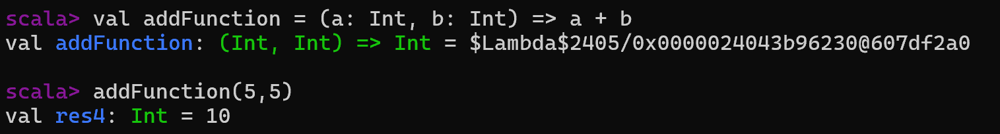 scala> val addFunction = (a: Int, b: Int) => a + b
val addFunction: (Int, Int) => Int = $Lambda$2405/0x0000024043b96230@607df2a0
scala> addFunction(5,5)
val res4: Int = 10